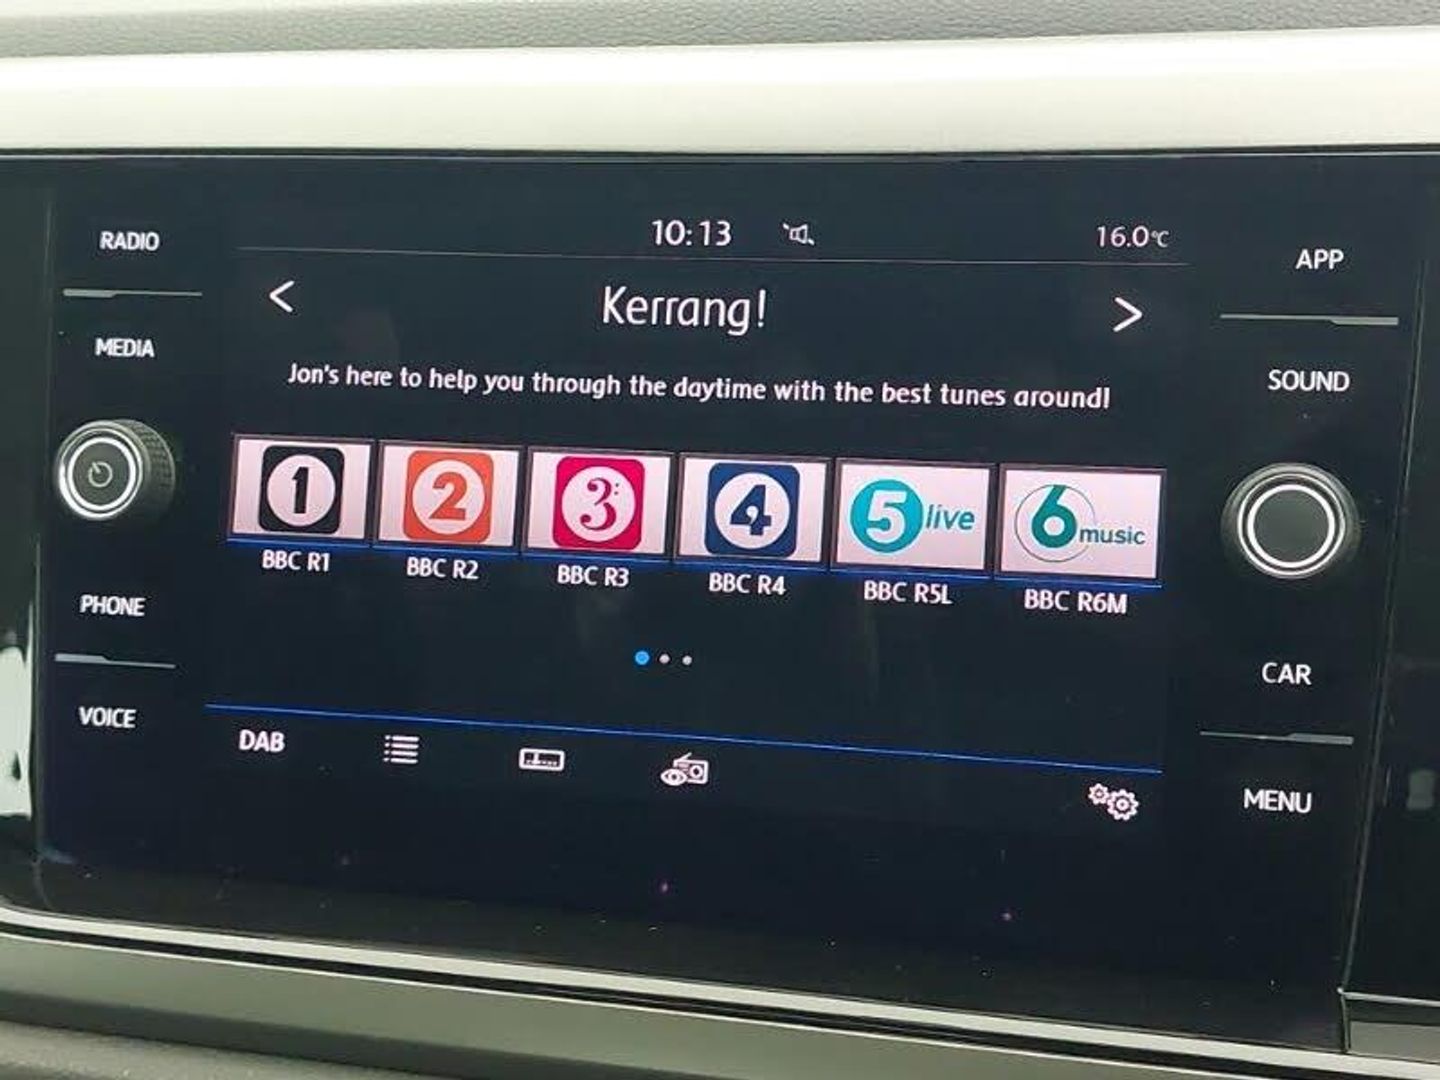 RADIO
10:13
16.0°C
APP
< Kerrang! >
MEDIA
Jon's here to help you through the daytime with the best tunes around!
SOUND
1 2 3 4 5 live 6 music
BBC R1 BBC R2 BBC R3 BBC R4 BBC R5L BBC R6M
PHONE
CAR
VOICE
DAB
MENU